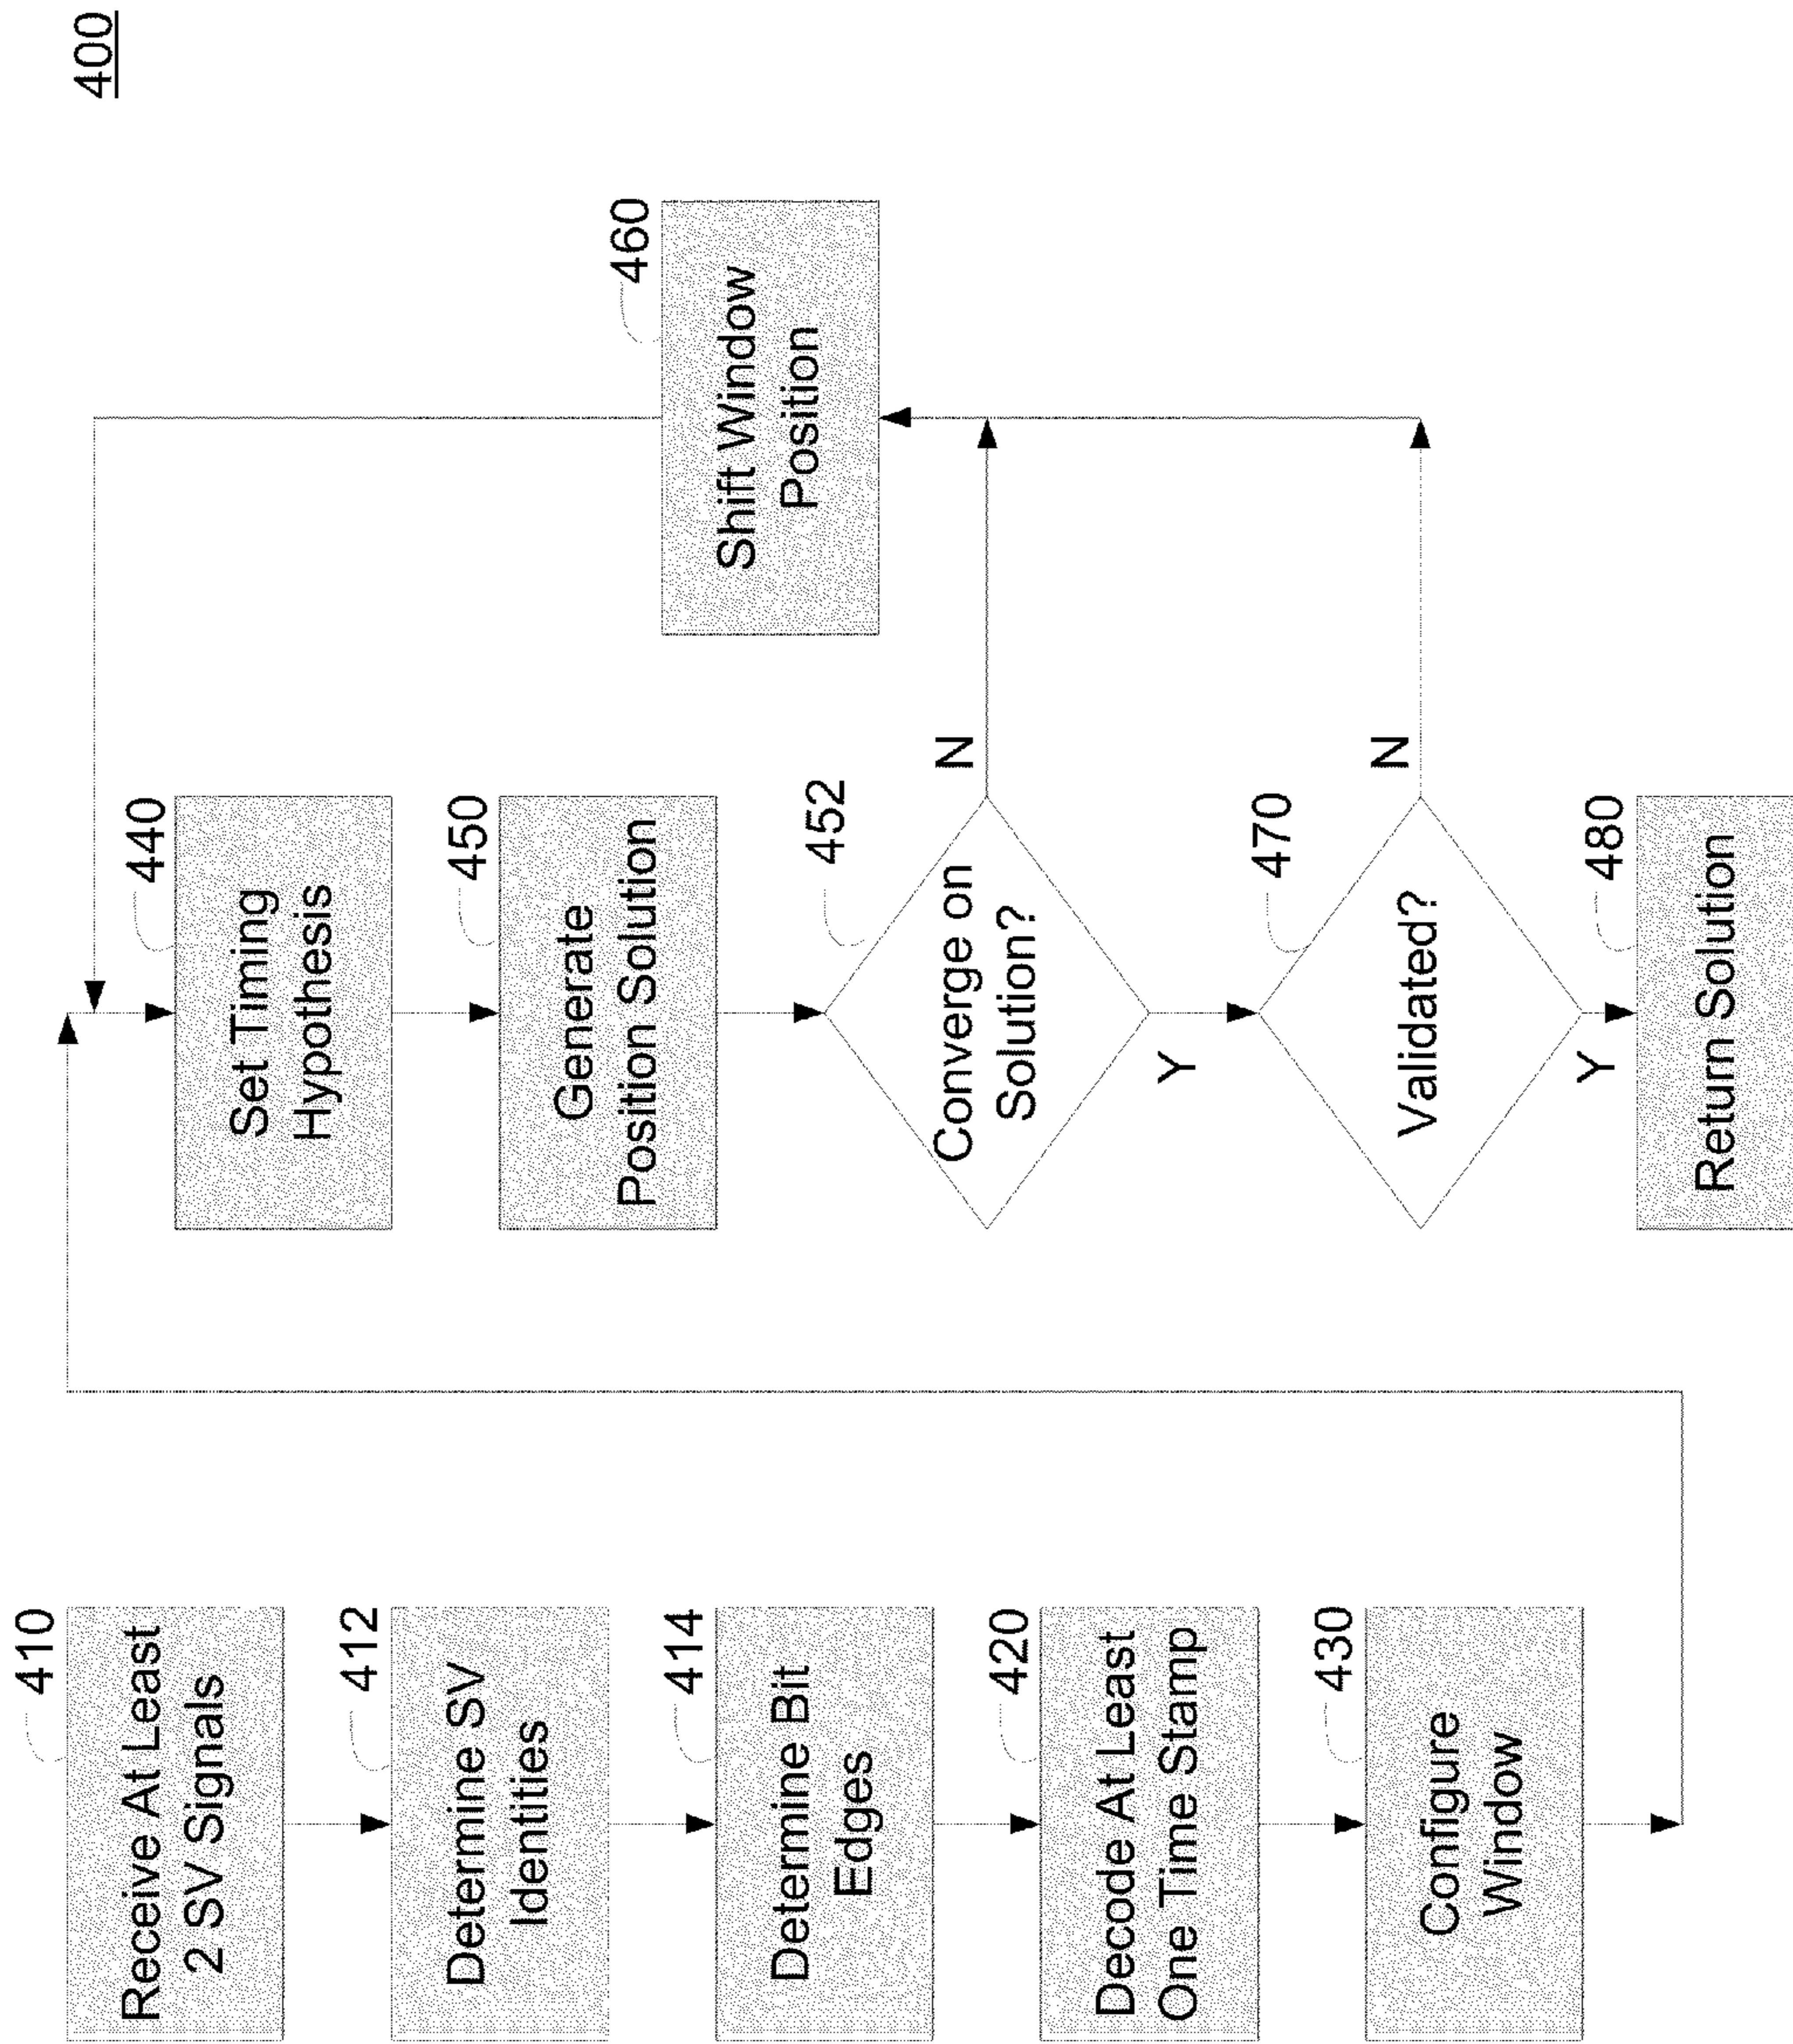 400
410
Receive At Least
2 SV Signals
412
Determine SV
Identities
414
Determine Bit
Edges
420
Decode At Least
One Time Stamp
430
Configure
Window
440
Set Timing
Hypothesis
450
Generate
Position Solution
452
Converge on
Solution?
N
Y
460
Shift Window
Position
470
Validated?
N
Y
480
Return Solution